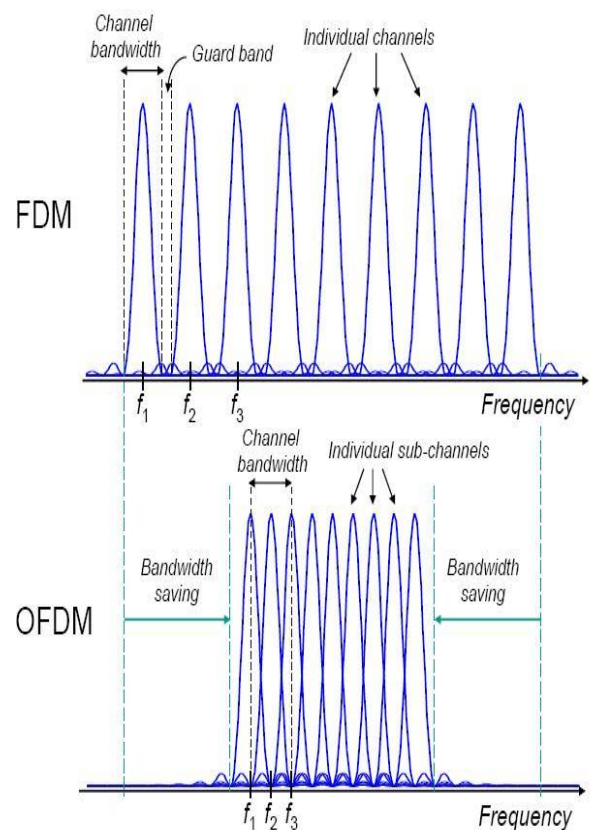 Channel
bandwidth
Guard band
Individual channels
FDM
f1 f2 f3
Frequency
Channel
bandwidth
Individual sub-channels
Bandwidth
saving
Bandwidth
saving
OFDM
f1 f2 f3
Frequency